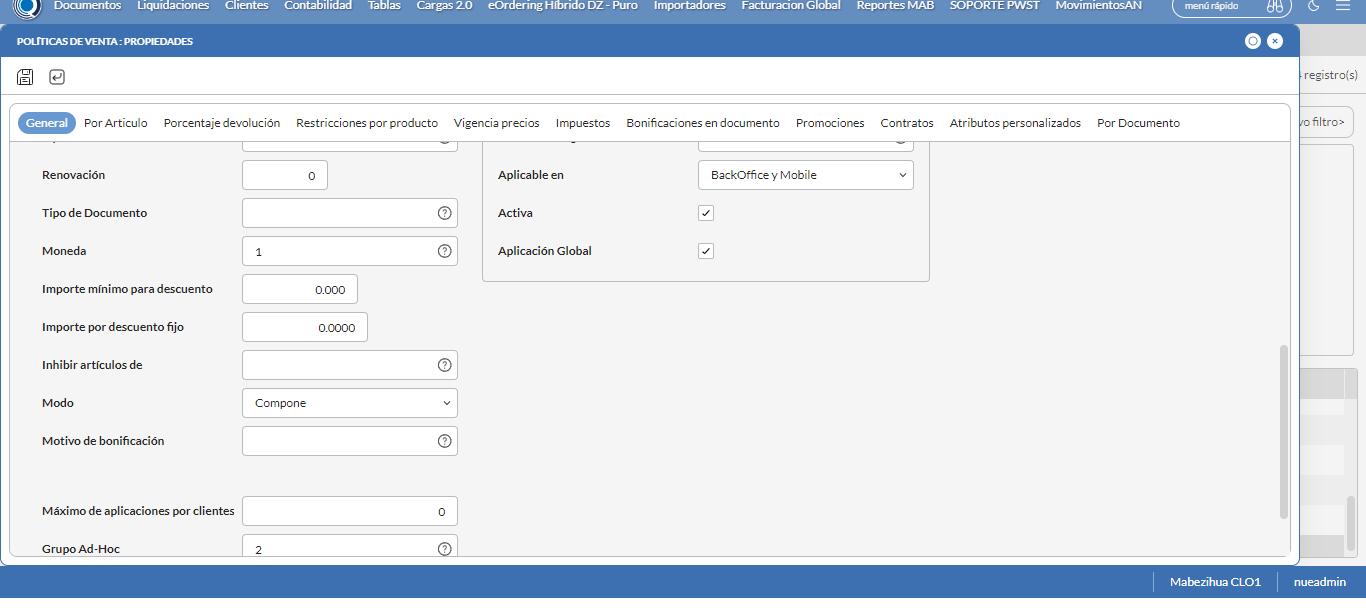 Documentos Liquidaciones Clientes Contabilidad Tablas Cargas 2.0 eOrdering Híbrido DZ - Puro Importadores Facturacion Global Reportes MAB SOPORTE PWST MovimientosAN menú rápido
POLÍTICAS DE VENTA : PROPIEDADES
registro(s)
General Por Articulo Porcentaje devolución Restricciones por producto Vigencia precios Impuestos Bonificaciones en documento Promociones Contratos Atributos personalizados Por Documento
filtro>
Renovación 0
Aplicable en BackOffice y Mobile
Tipo de Documento
Activa
Moneda 1
Aplicación Global
Importe mínimo para descuento 0.000
Importe por descuento fijo 0.0000
Inhibir artículos de
Modo Compone
Motivo de bonificación
Máximo de aplicaciones por clientes 0
Grupo Ad-Hoc 2
Mabezihua CLO1 nueadmin